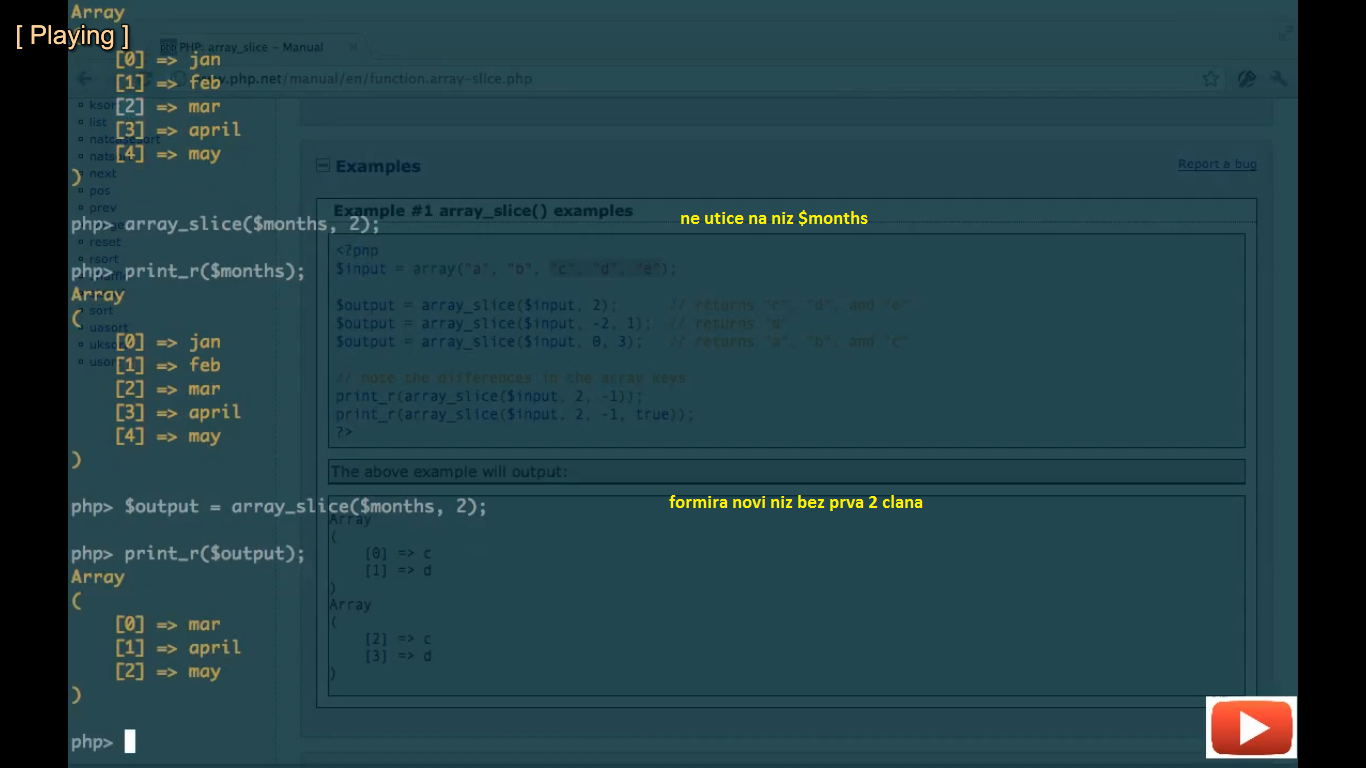 Array
[ Playing ]
PHP: array_slice – Manual
[0] => jan
.php.net/manual/en/function.array-slice.php
[1] => feb
[2] => mar
[3] => april
[4] => may
)
list
next
pos
prev
reset
rsort
sort
uasort
Examples
Report a bug
Example #1 array_slice() examples
php> array_slice($months, 2);
ne utice na niz $months
<?php
$input = array("a", "b", "c", "d", "e");
$output = array_slice($input, 2); // returns "c", "d", and "e"
$output = array_slice($input, -2, 1); // returns "d"
$output = array_slice($input, 0, 3); // returns "a", "b", and "c"
// note the differences in the array keys
print_r(array_slice($input, 2, -1));
print_r(array_slice($input, 2, -1, true));
?>
php> print_r($months);
Array
(
[0] => jan
[1] => feb
[2] => mar
[3] => april
[4] => may
)
The above example will output:
php> $output = array_slice($months, 2);
formira novi niz bez prva 2 clana
Array
(
[0] => c
[1] => d
)
Array
(
[2] => c
[3] => d
)
php> print_r($output);
Array
(
[0] => mar
[1] => april
[2] => may
)
php>